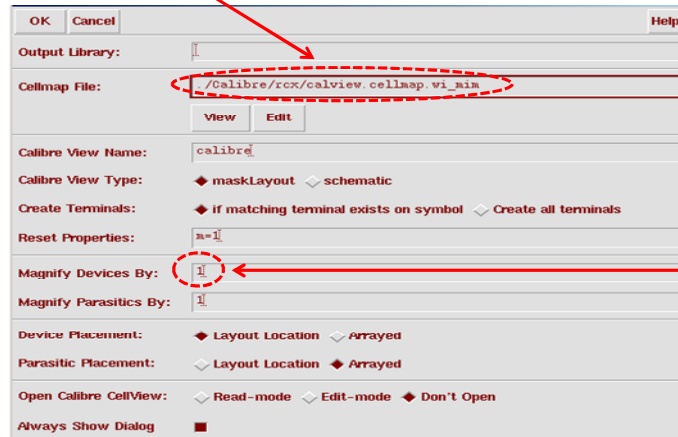 OK Cancel Help
Output Library:
Cellmap File: ./Calibre/rcx/calview.cellmap.wi_mim
View Edit
Calibre View Name: calibre
Calibre View Type: maskLayout schematic
Create Terminals: if matching terminal exists on symbol Create all terminals
Reset Properties: m=1
Magnify Devices By: 1
Magnify Parasitics By: 1
Device Placement: Layout Location Arrayed
Parasitic Placement: Layout Location Arrayed
Open Calibre CellView: Read-mode Edit-mode Don't Open
Always Show Dialog